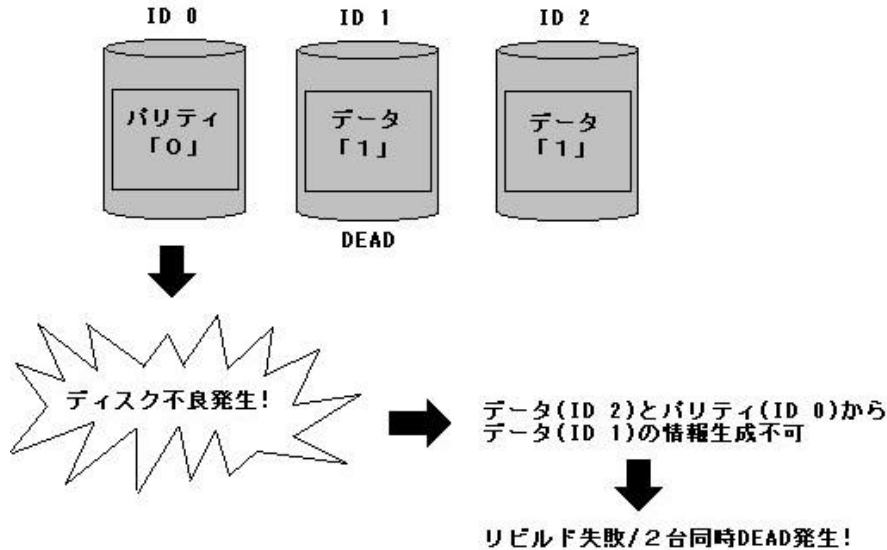 ID 0
ID 1
ID 2
パリティ
「0」
データ
「1」
データ
「1」
DEAD
ディスク不良発生!
データ(ID 2)とパリティ(ID 0)から
データ(ID 1)の情報生成不可
リビルド失敗/2台同時DEAD発生!